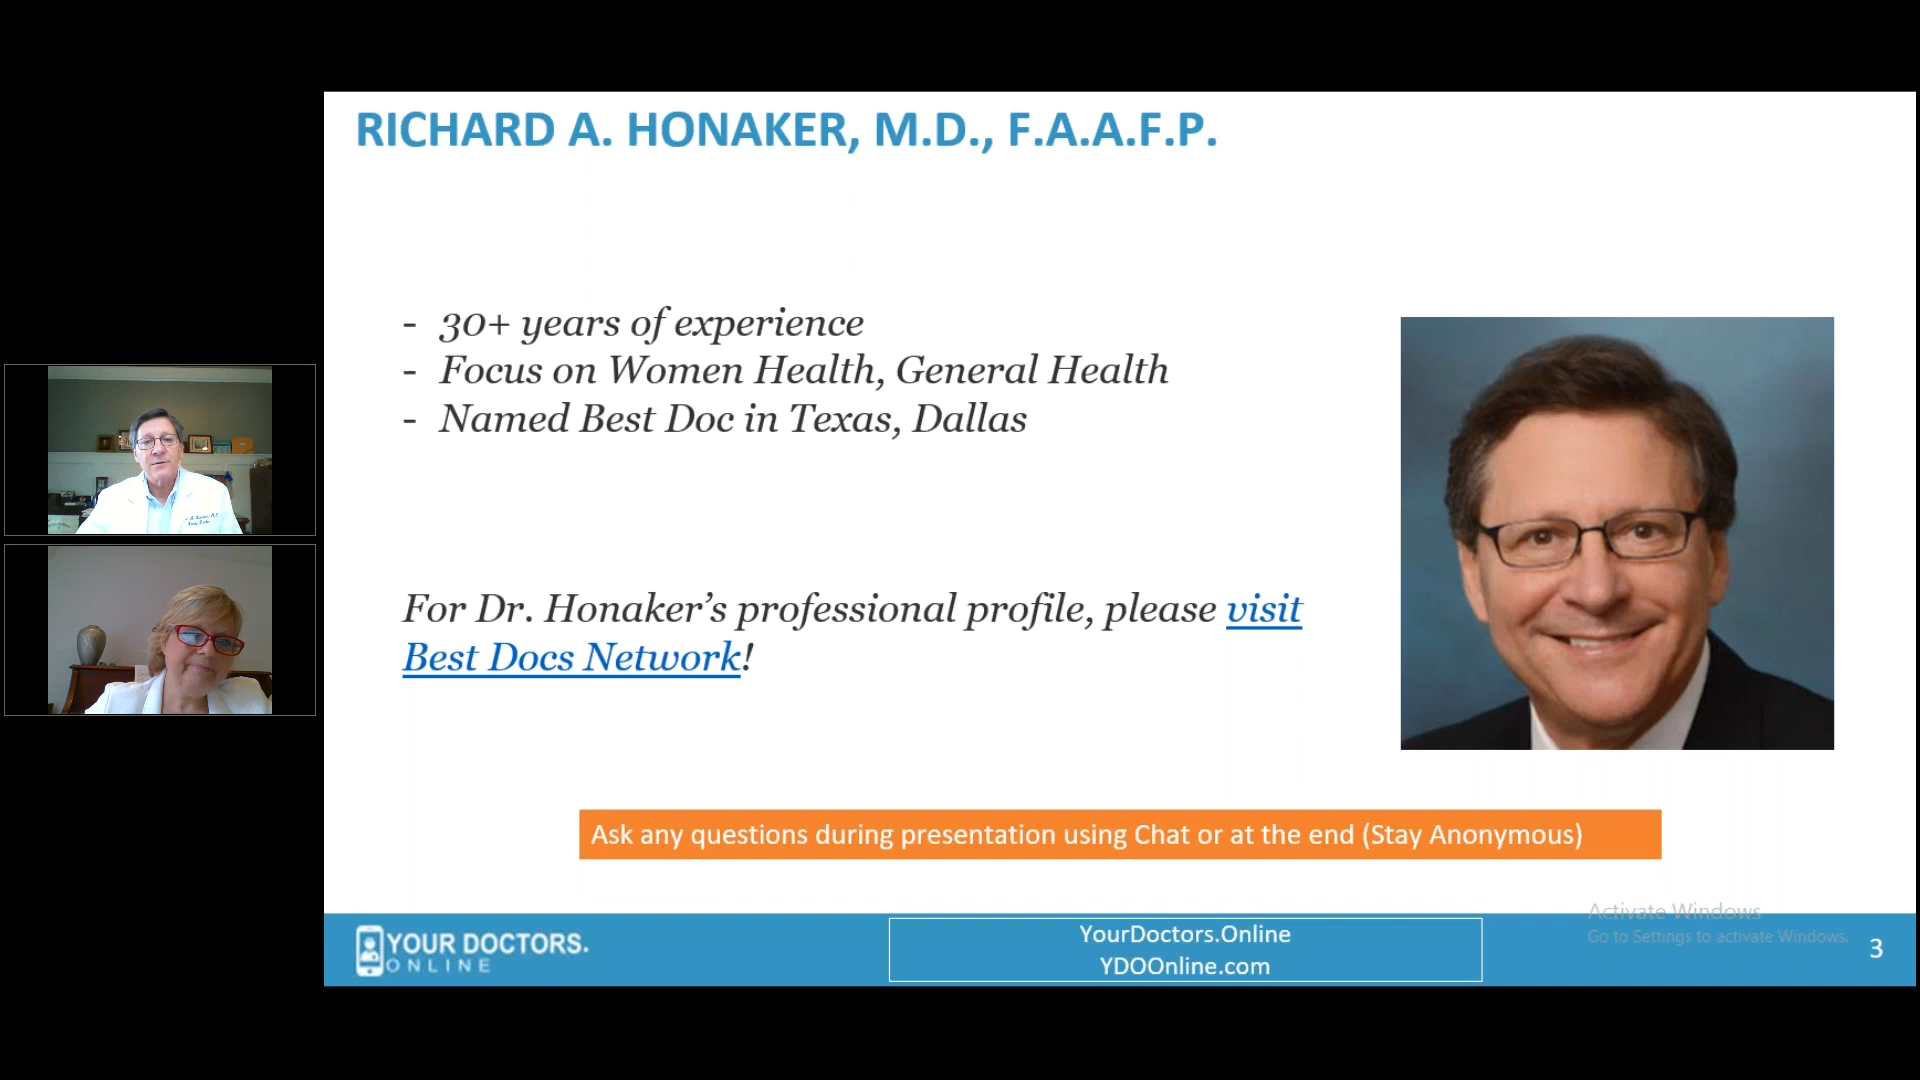 RICHARD A. HONAKER, M.D., F.A.A.F.P.
- 30+ years of experience
- Focus on Women Health, General Health
- Named Best Doc in Texas, Dallas
For Dr. Honaker’s professional profile, please visit
Best Docs Network!
Ask any questions during presentation using Chat or at the end (Stay Anonymous)
YOUR DOCTORS.
ONLINE
YourDoctors.Online
YDOOnline.com
Activate Windows
Go to Settings to activate Windows.
3